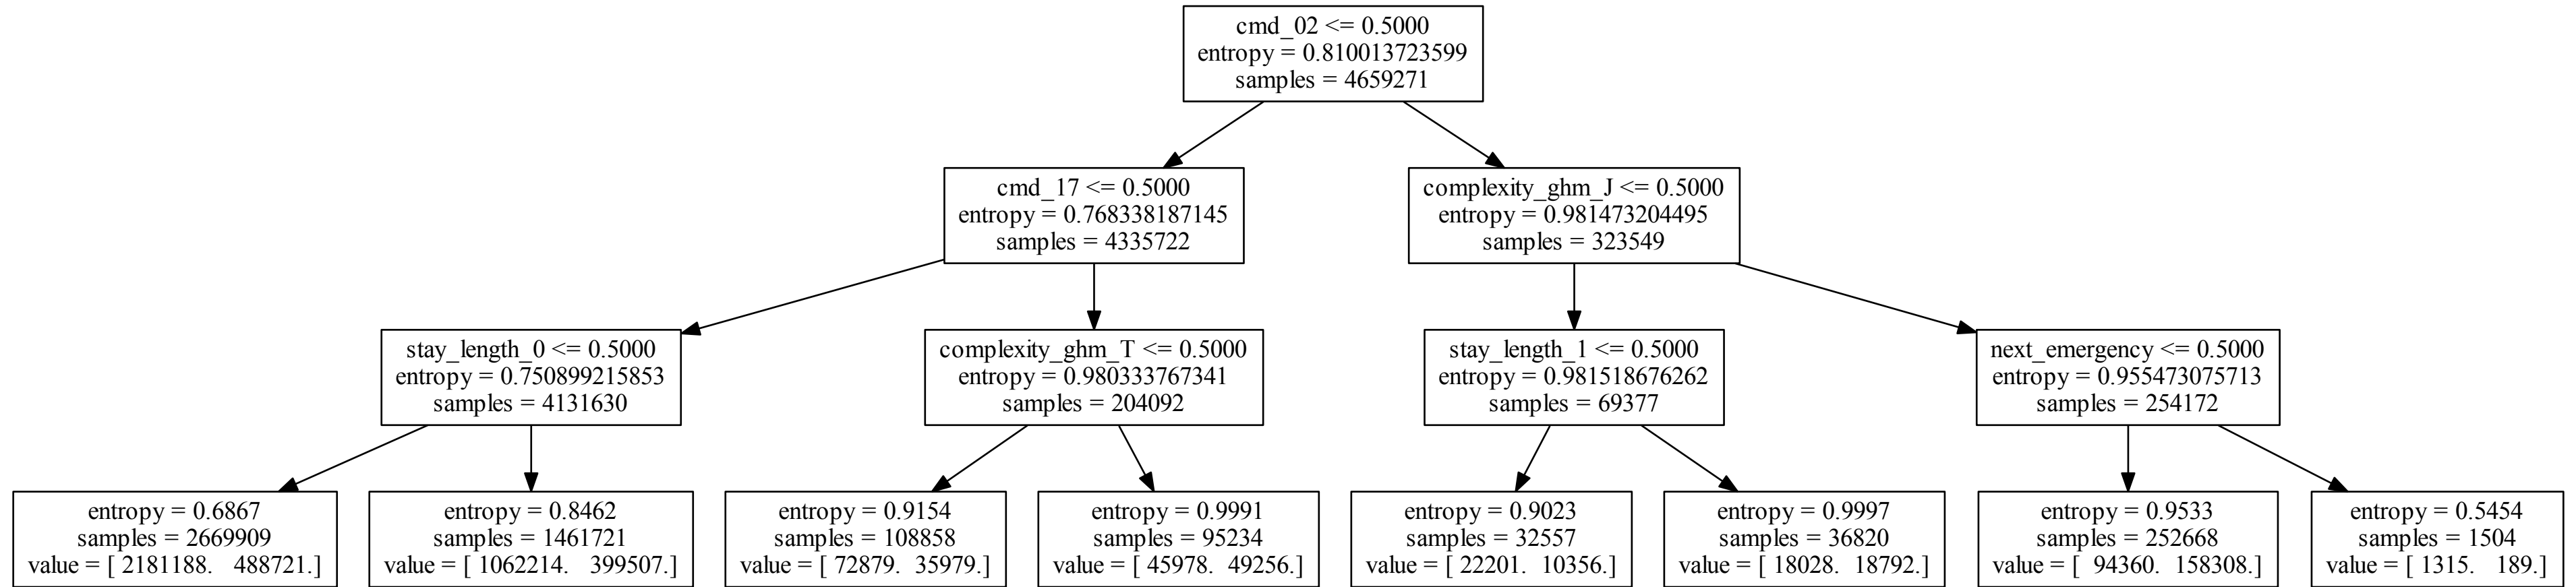 cmd_02 <= 0.5000
entropy = 0.810013723599
samples = 4659271
cmd_17 <= 0.5000
entropy = 0.768338187145
samples = 4335722
complexity_ghm_J <= 0.5000
entropy = 0.981473204495
samples = 323549
stay_length_0 <= 0.5000
entropy = 0.750899215853
samples = 4131630
complexity_ghm_T <= 0.5000
entropy = 0.980333767341
samples = 204092
stay_length_1 <= 0.5000
entropy = 0.981518676262
samples = 69377
next_emergency <= 0.5000
entropy = 0.955473075713
samples = 254172
entropy = 0.6867
samples = 2669909
value = [ 2181188.   488721.]
entropy = 0.8462
samples = 1461721
value = [ 1062214.   399507.]
entropy = 0.9154
samples = 108858
value = [ 72879.  35979.]
entropy = 0.9991
samples = 95234
value = [ 45978.  49256.]
entropy = 0.9023
samples = 32557
value = [ 22201.  10356.]
entropy = 0.9997
samples = 36820
value = [ 18028.  18792.]
entropy = 0.9533
samples = 252668
value = [  94360.  158308.]
entropy = 0.5454
samples = 1504
value = [ 1315.   189.]